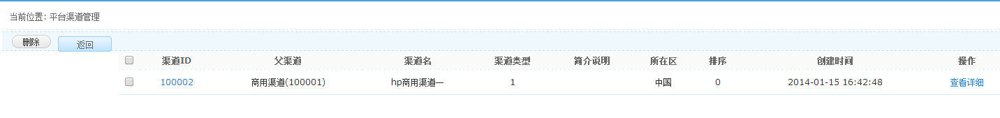 当前位置: 平台渠道管理
删除 返回
渠道ID 父渠道 渠道名 渠道类型 简介说明 所在区 排序 创建时间 操作
100002 商用渠道(100001) hp商用渠道一 1 中国 0 2014-01-15 16:42:48 查看详细